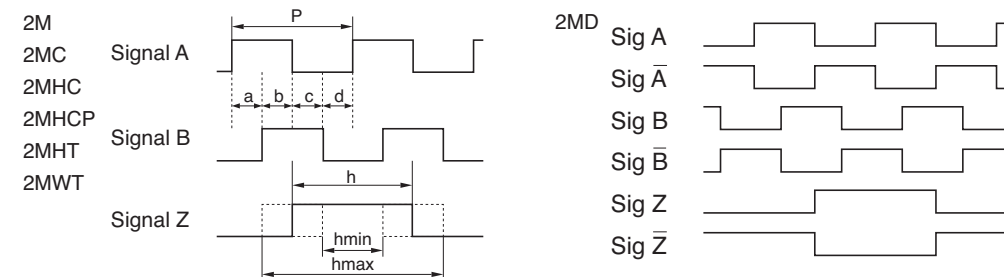 2M
2MC
2MHC
2MHCP
2MHT
2MWT
Signal A
P
a b c d
Signal B
h
Signal Z
hmin
hmax
2MD
Sig A
Sig A̅
Sig B
Sig B̅
Sig Z
Sig Z̅